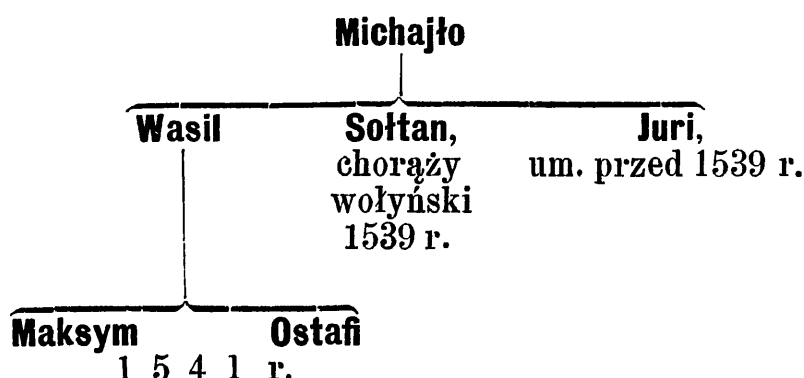 Michajło
Wasil Sołtan, Juri,
chorąży um. przed 1539 r.
wołyński
1539 r.
Maksym Ostafi
1541 r.